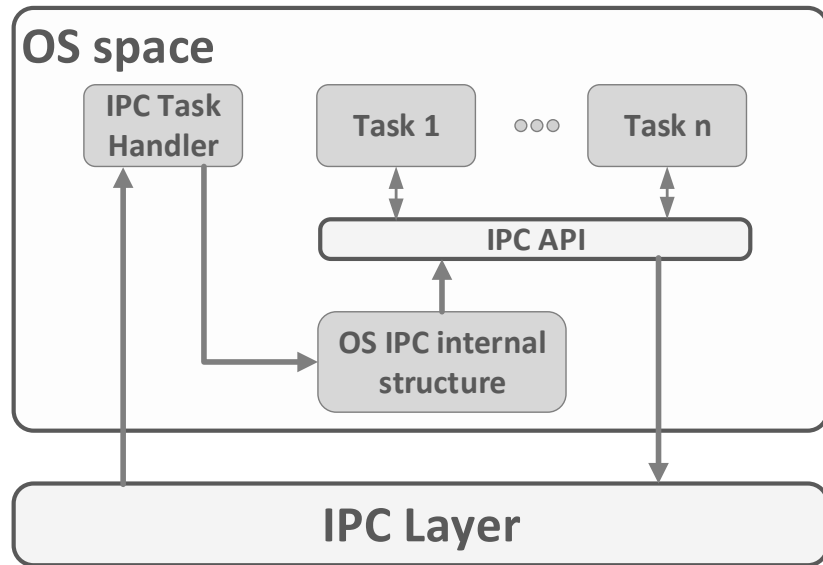 OS space
IPC Task
Handler
Task 1
Task n
IPC API
OS IPC internal
structure
IPC Layer